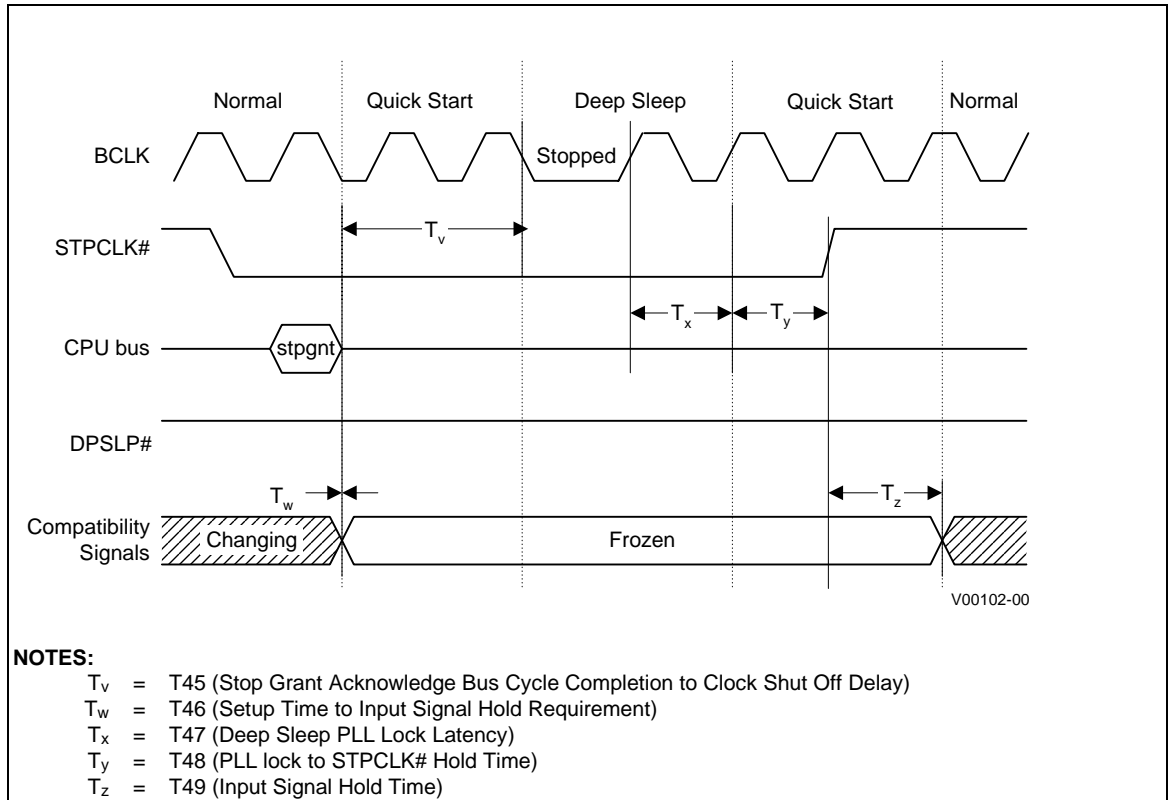 Normal Quick Start Deep Sleep Quick Start Normal
BCLK Stopped
STPCLK# Tv
Tx Ty
CPU bus stpgnt
DPSLP#
Tw Tz
Compatibility
Signals Changing Frozen
V00102-00
NOTES:
Tv = T45 (Stop Grant Acknowledge Bus Cycle Completion to Clock Shut Off Delay)
Tw = T46 (Setup Time to Input Signal Hold Requirement)
Tx = T47 (Deep Sleep PLL Lock Latency)
Ty = T48 (PLL lock to STPCLK# Hold Time)
Tz = T49 (Input Signal Hold Time)